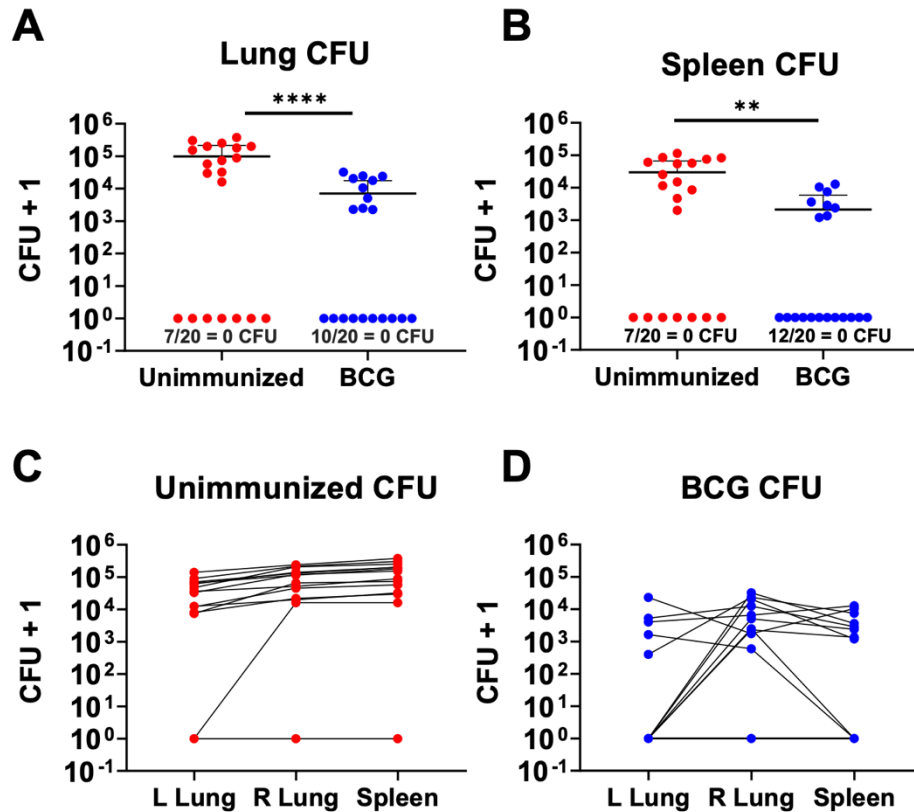 A
Lung CFU
****
CFU + 1
10^6
10^5
10^4
10^3
10^2
10^1
10^0
10^-1
7/20 = 0 CFU
10/20 = 0 CFU
Unimmunized
BCG
B
Spleen CFU
**
CFU + 1
10^6
10^5
10^4
10^3
10^2
10^1
10^0
10^-1
7/20 = 0 CFU
12/20 = 0 CFU
Unimmunized
BCG
C
Unimmunized CFU
CFU + 1
10^6
10^5
10^4
10^3
10^2
10^1
10^0
10^-1
L Lung
R Lung
Spleen
D
BCG CFU
CFU + 1
10^6
10^5
10^4
10^3
10^2
10^1
10^0
10^-1
L Lung
R Lung
Spleen